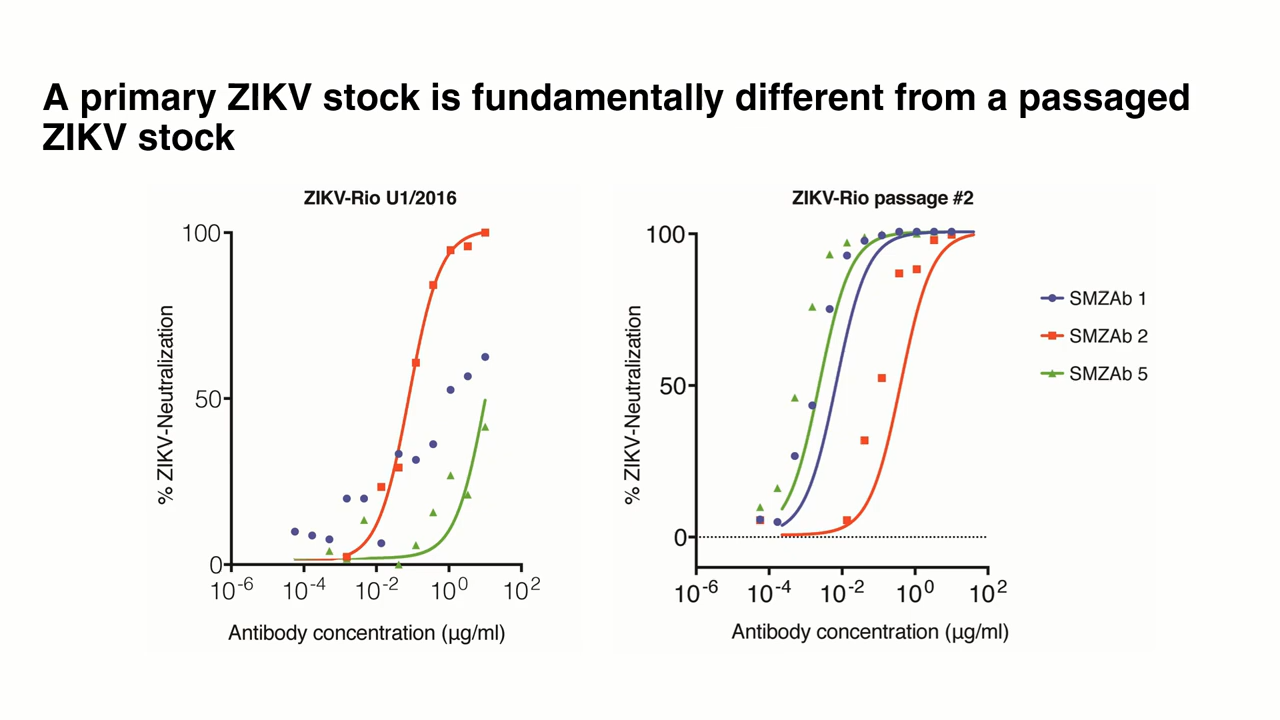 A primary ZIKV stock is fundamentally different from a passaged
ZIKV stock
ZIKV-Rio U1/2016
100
50
0
% ZIKV-Neutralization
10-6
10-4
10-2
100
102
Antibody concentration (µg/ml)
ZIKV-Rio passage #2
100
50
0
% ZIKV-Neutralization
10-6
10-4
10-2
100
102
Antibody concentration (µg/ml)
SMZAb 1
SMZAb 2
SMZAb 5